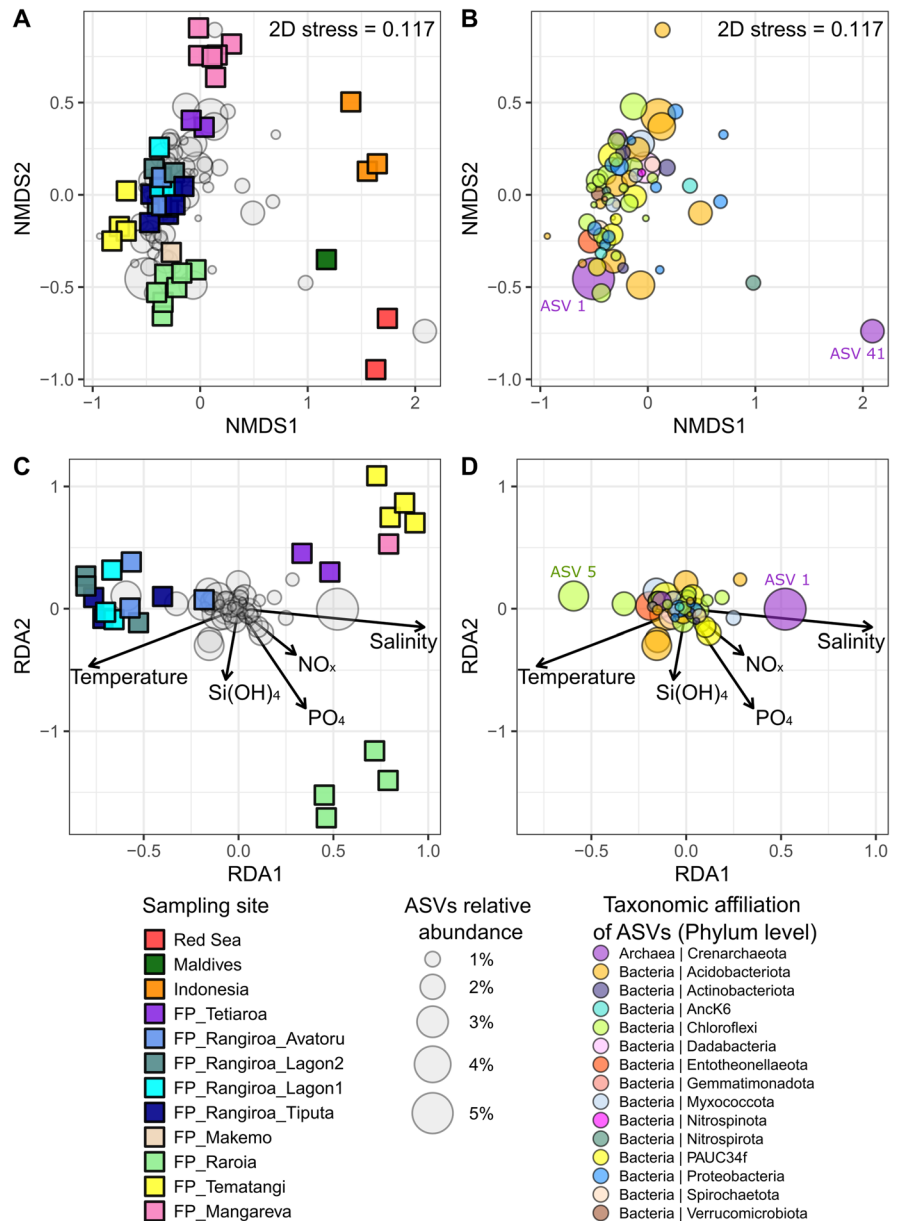 A
2D stress = 0.117
0.5
0.0
−0.5
−1.0
NMDS2
−1 0 1 2
NMDS1
B
2D stress = 0.117
0.5
0.0
−0.5
−1.0
NMDS2
ASV 1
ASV 41
−1 0 1 2
NMDS1
C
1
0
−1
RDA2
Salinity
Temperature
NOx
Si(OH)4
PO4
−0.5 0.0 0.5 1.0
RDA1
D
1
0
−1
RDA2
ASV 5
ASV 1
Salinity
Temperature
NOx
Si(OH)4
PO4
−0.5 0.0 0.5 1.0
RDA1
Sampling site
Red Sea
Maldives
Indonesia
FP_Tetiaroa
FP_Rangiroa_Avatoru
FP_Rangiroa_Lagon2
FP_Rangiroa_Lagon1
FP_Rangiroa_Tiputa
FP_Makemo
FP_Raroia
FP_Tematangi
FP_Mangareva
ASVs relative
abundance
1%
2%
3%
4%
5%
Taxonomic affiliation
of ASVs (Phylum level)
Archaea | Crenarchaeota
Bacteria | Acidobacteriota
Bacteria | Actinobacteriota
Bacteria | AncK6
Bacteria | Chloroflexi
Bacteria | Dadabacteria
Bacteria | Entotheonellaeota
Bacteria | Gemmatimonadota
Bacteria | Myxococcota
Bacteria | Nitrospinota
Bacteria | Nitrospirota
Bacteria | PAUC34f
Bacteria | Proteobacteria
Bacteria | Spirochaetota
Bacteria | Verrucomicrobiota